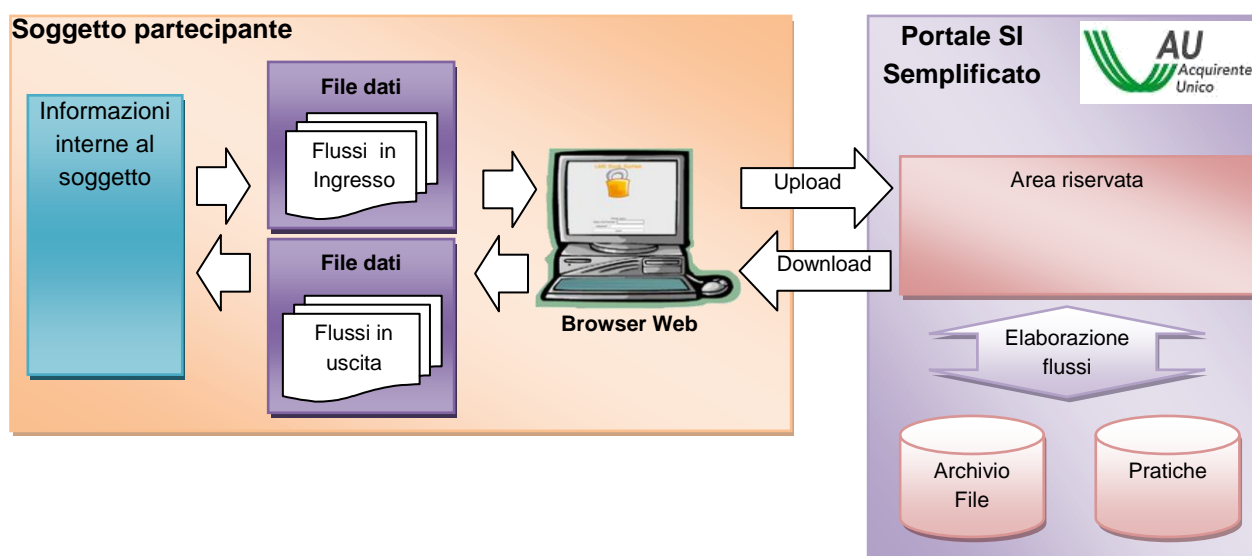 Soggetto partecipante
Informazioni
interne al
soggetto
File dati
Flussi in
Ingresso
File dati
Flussi in
uscita
Browser Web
Upload
Download
Portale SI
Semplificato
AU
Acquirente
Unico
Area riservata
Elaborazione
flussi
Archivio
File
Pratiche